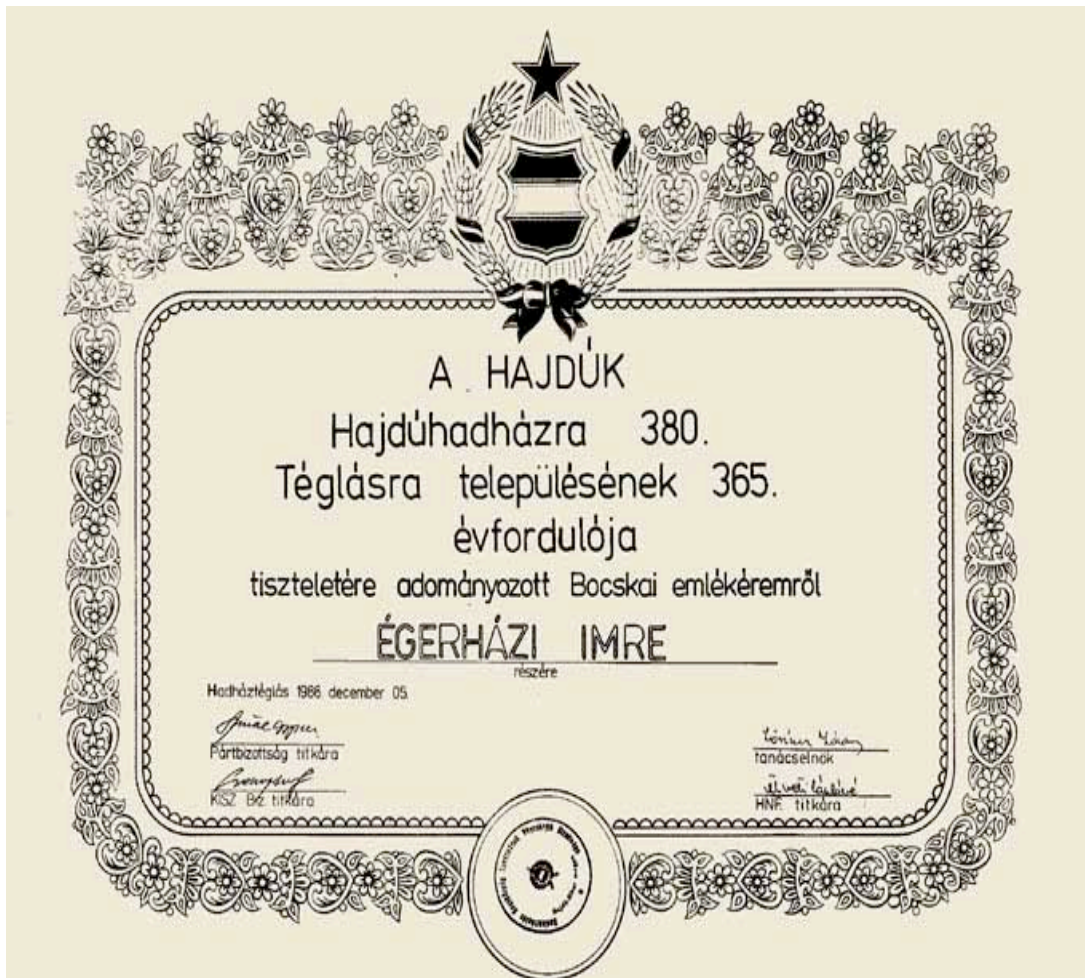 A HAJDÚK
Hajdúhadházra 380.
Téglásra településének 365.
évfordulója
tiszteletére adományozott Bocskai emlékéremről
ÉGERHÁZI IMRE
részére
Hadháztéglás 1986 december 05.
Pártbizottság titkára
KISZ Biz. titkára
tanácselnök
HNF. titkára